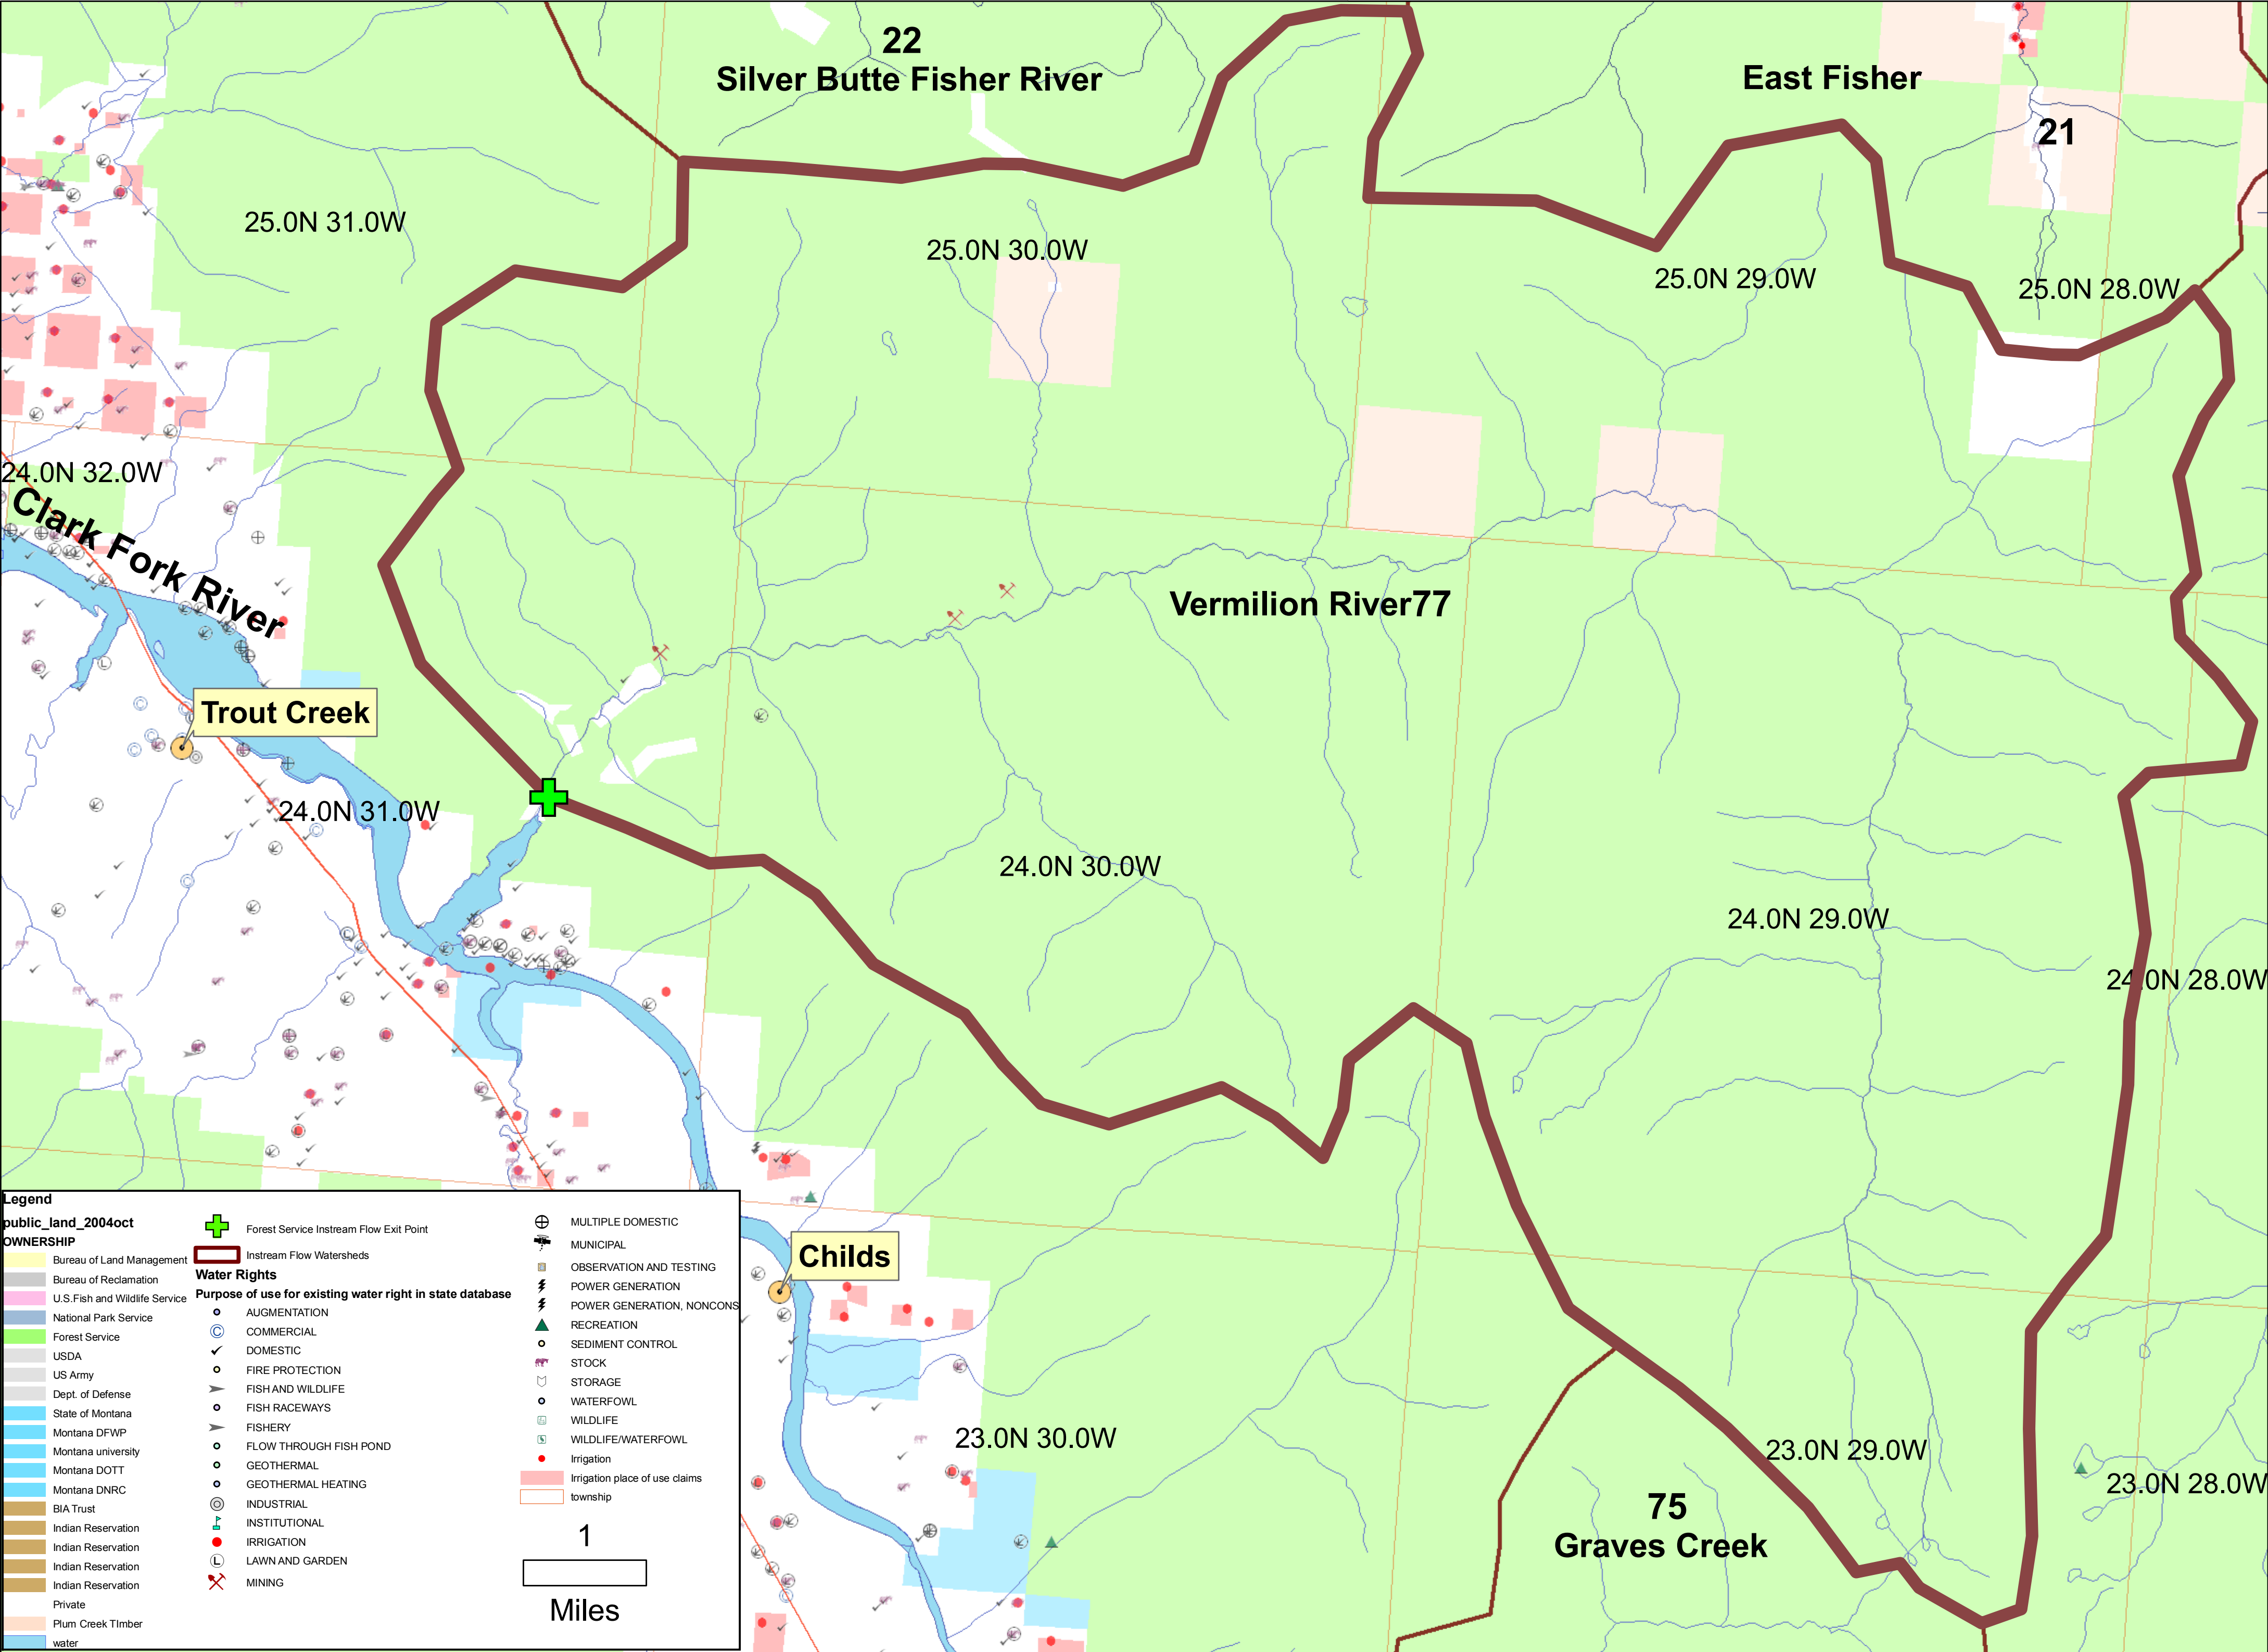 22
Silver Butte Fisher River
East Fisher
21
25.0N 31.0W
25.0N 30.0W
25.0N 29.0W
25.0N 28.0W
24.0N 32.0W
Clark Fork River
Vermilion River77
Trout Creek
24.0N 31.0W
24.0N 30.0W
24.0N 29.0W
24.0N 28.0W
Childs
23.0N 30.0W
23.0N 29.0W
23.0N 28.0W
75
Graves Creek
Legend
public_land_2004oct
OWNERSHIP
Bureau of Land Management
Bureau of Reclamation
U.S.Fish and Wildlife Service
National Park Service
Forest Service
USDA
US Army
Dept. of Defense
State of Montana
Montana DFWP
Montana university
Montana DOTT
Montana DNRC
BIA Trust
Indian Reservation
Indian Reservation
Indian Reservation
Indian Reservation
Private
Plum Creek TImber
water
Forest Service Instream Flow Exit Point
Instream Flow Watersheds
Water Rights
Purpose of use for existing water right in state database
AUGMENTATION
C COMMERCIAL
DOMESTIC
FIRE PROTECTION
FISH AND WILDLIFE
FISH RACEWAYS
FISHERY
FLOW THROUGH FISH POND
GEOTHERMAL
GEOTHERMAL HEATING
INDUSTRIAL
INSTITUTIONAL
IRRIGATION
L LAWN AND GARDEN
MINING
MULTIPLE DOMESTIC
MUNICIPAL
OBSERVATION AND TESTING
POWER GENERATION
POWER GENERATION, NONCONS
RECREATION
SEDIMENT CONTROL
STOCK
STORAGE
WATERFOWL
WILDLIFE
WILDLIFE/WATERFOWL
Irrigation
Irrigation place of use claims
township
1
Miles